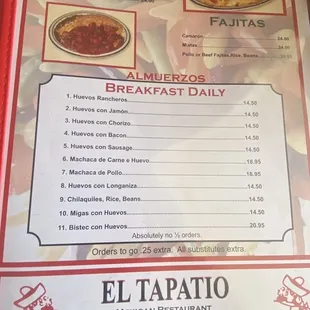 FAJITAS
Camarón 24.00
Pollo or Beef Fajitas, Rice, Beans
ALMUERZOS
BREAKFAST DAILY
1. Huevos Rancheros 14.50
2. Huevos con Jamón 14.50
3. Huevos con Chorizo 14.50
4. Huevos con Bacon 14.50
5. Huevos con Sausage 14.50
6. Machaca de Carne e Huevo 18.95
7. Machaca de Pollo 18.95
8. Huevos con Longaniza 14.50
9. Chilaquiles, Rice, Beans 14.50
10. Migas con Huevos 14.50
11. Bistec con Huevos 20.95
Absolutely no ½ orders.
Orders to go .25 extra. All substitutes extra.
EL TAPATIO
MEXICAN RESTAURANT